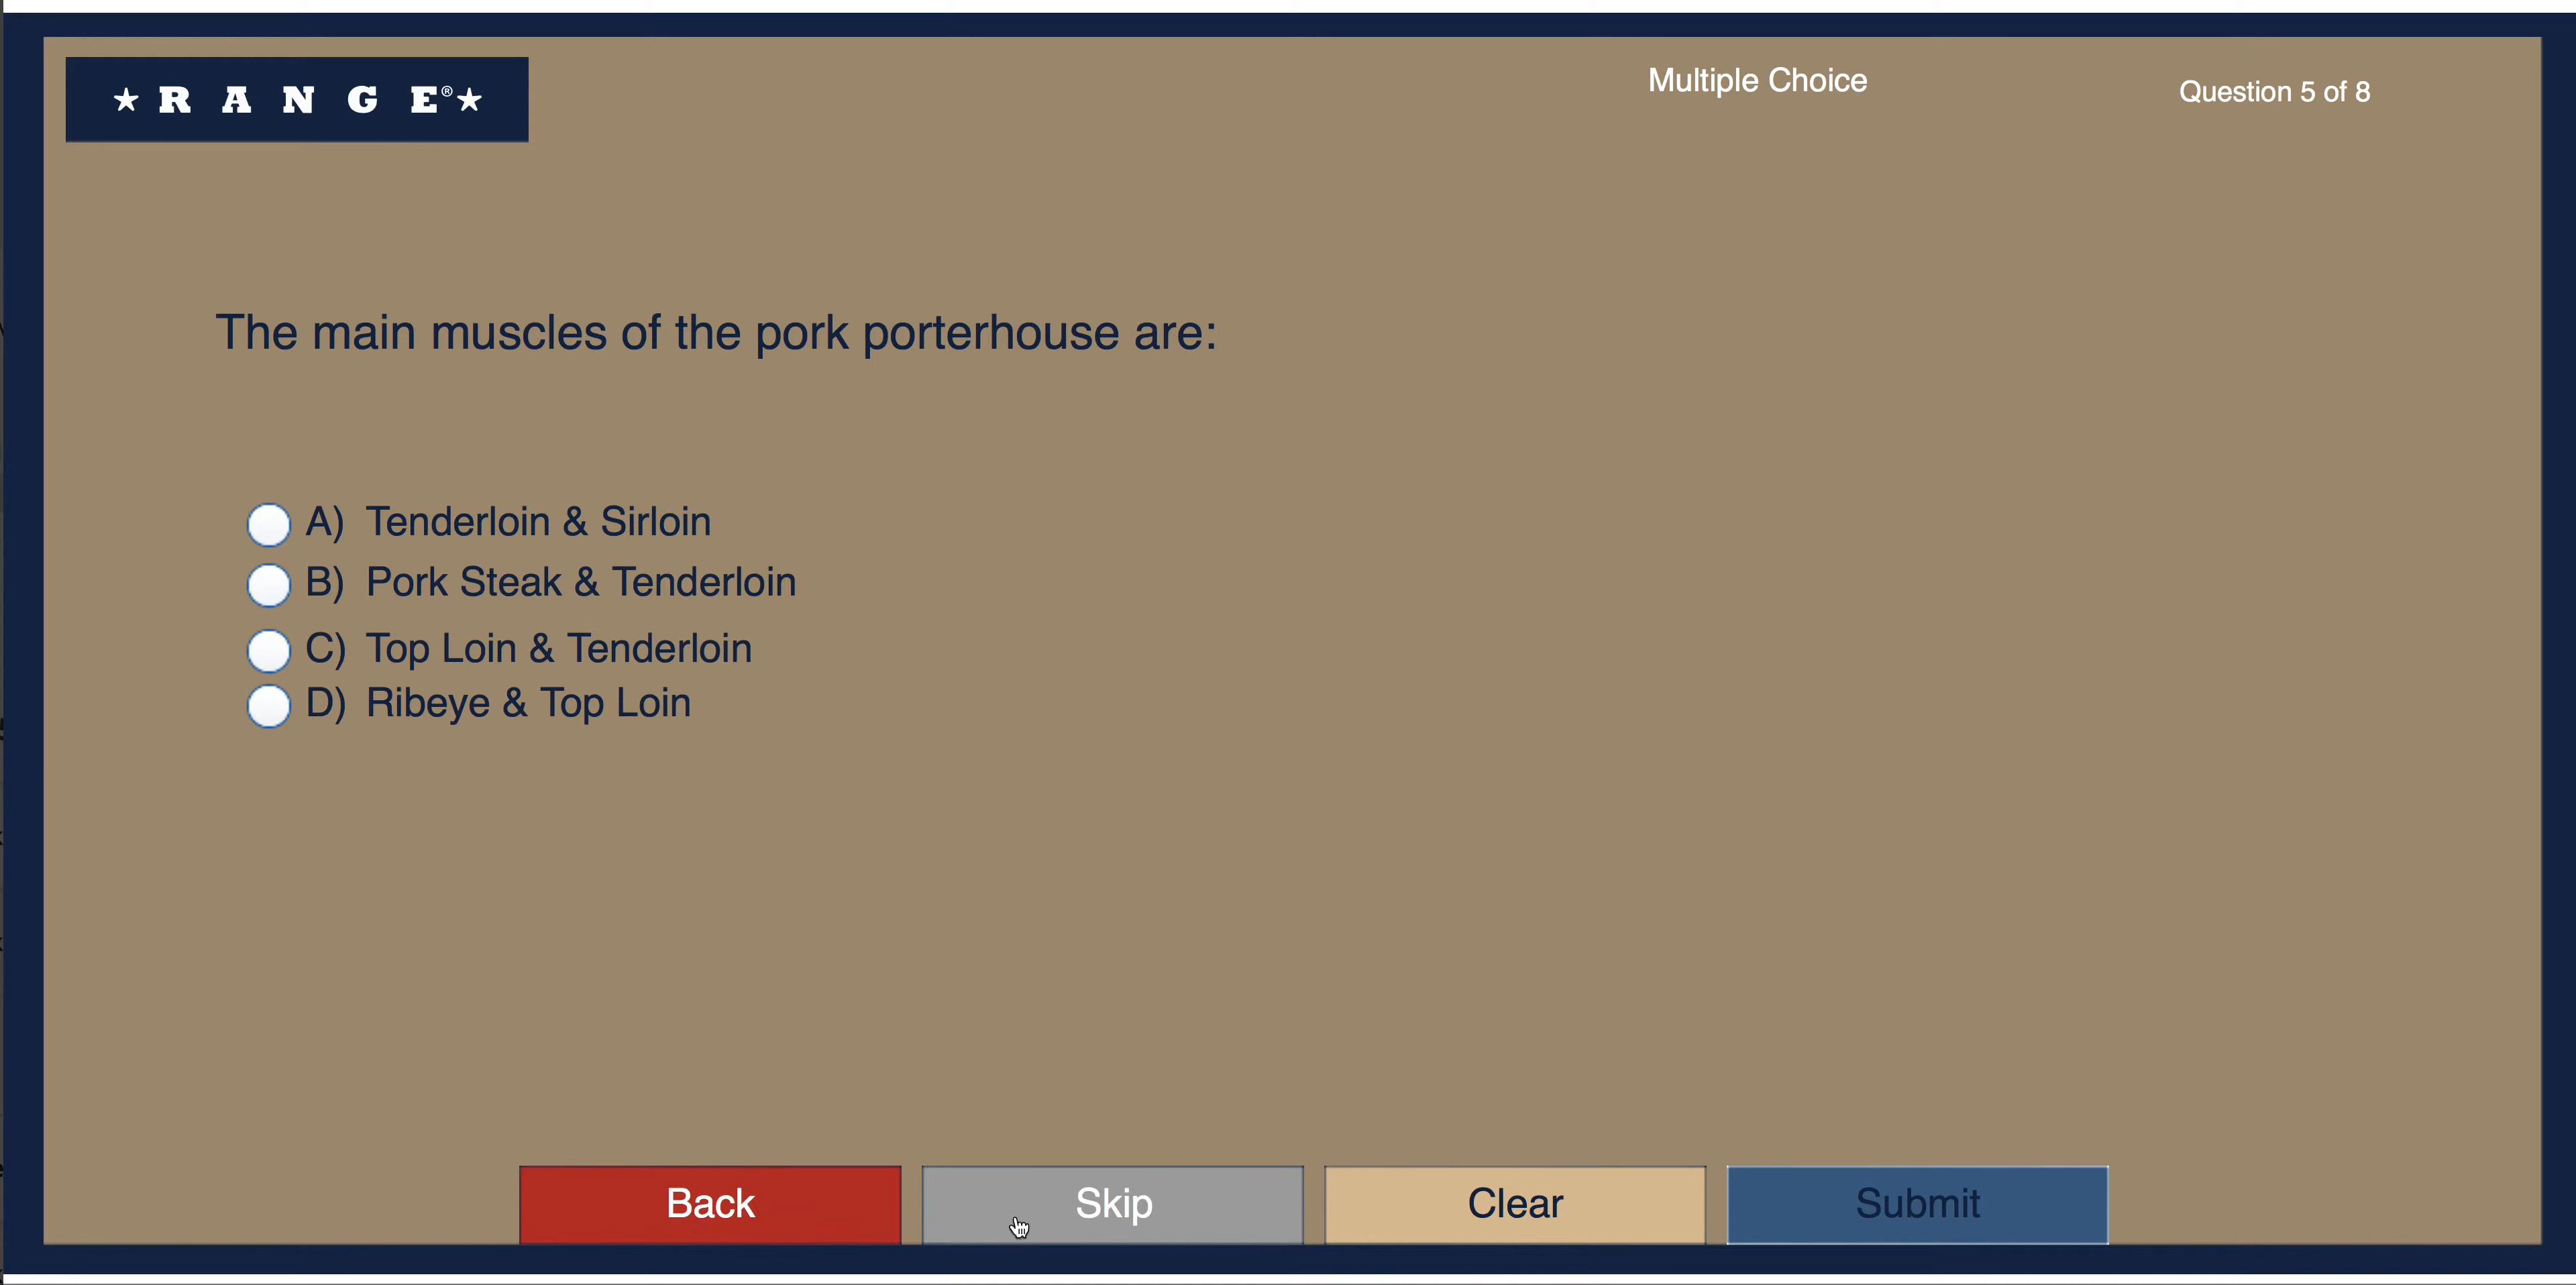 ★ R A N G E®★
Multiple Choice
Question 5 of 8
The main muscles of the pork porterhouse are:
A) Tenderloin & Sirloin
B) Pork Steak & Tenderloin
C) Top Loin & Tenderloin
D) Ribeye & Top Loin
Back
Skip
Clear
Submit